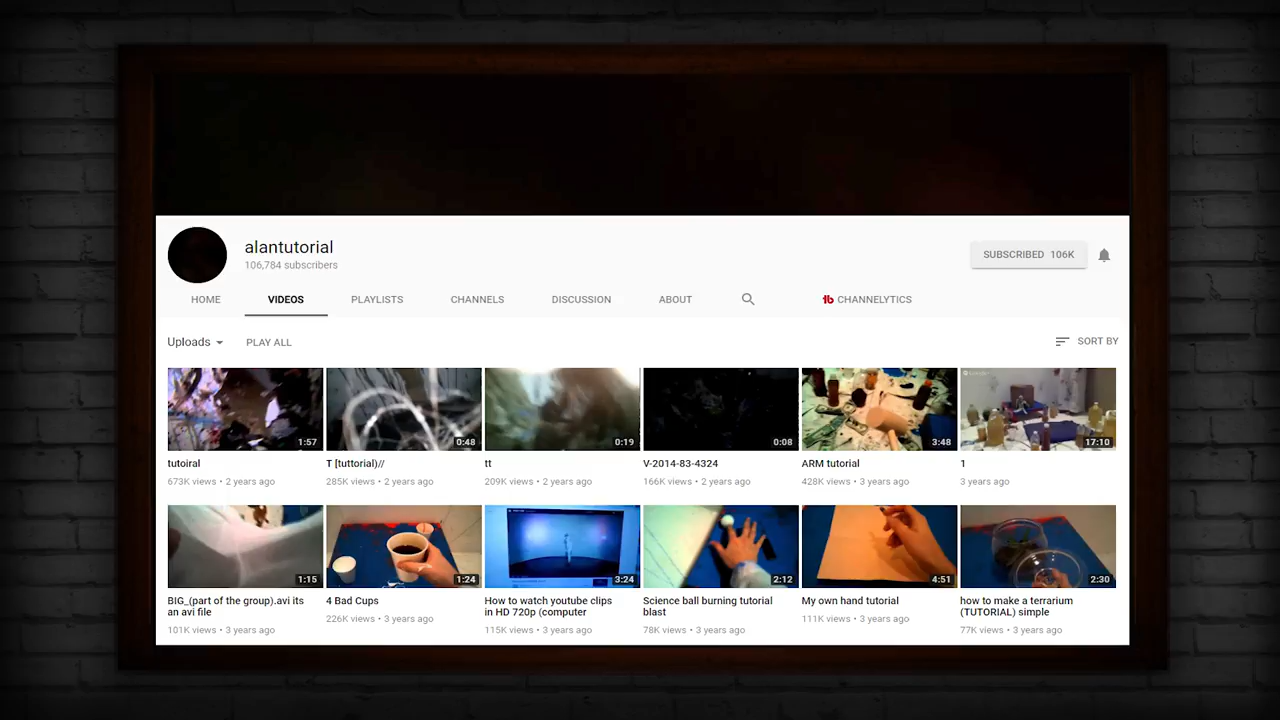 alantutorial
106,784 subscribers
SUBSCRIBED 106K
HOME VIDEOS PLAYLISTS CHANNELS DISCUSSION ABOUT CHANNELYTICS
Uploads PLAY ALL SORT BY
1:57 0:48 0:19 0:08 3:48 17:10
tutoiral T [tuttorial)// tt V-2014-83-4324 ARM tutorial 1
673K views • 2 years ago 285K views • 2 years ago 209K views • 2 years ago 166K views • 2 years ago 428K views • 3 years ago 3 years ago
1:15 1:24 3:24 2:12 4:51 2:30
BIG_(part of the group).avi its 4 Bad Cups How to watch youtube clips Science ball burning tutorial My own hand tutorial how to make a terrarium
an avi file in HD 720p (computer blast (TUTORIAL) simple
101K views • 3 years ago 226K views • 3 years ago 115K views • 3 years ago 78K views • 3 years ago 111K views • 3 years ago 77K views • 3 years ago